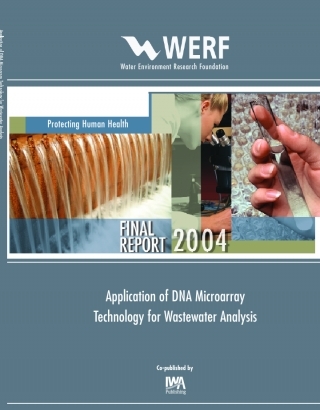 WERF
Water Environment Research Foundation
Protecting Human Health
FINAL
REPORT 2004
Application of DNA Microarray
Technology for Wastewater Analysis
Co-published by
IWA
Publishing